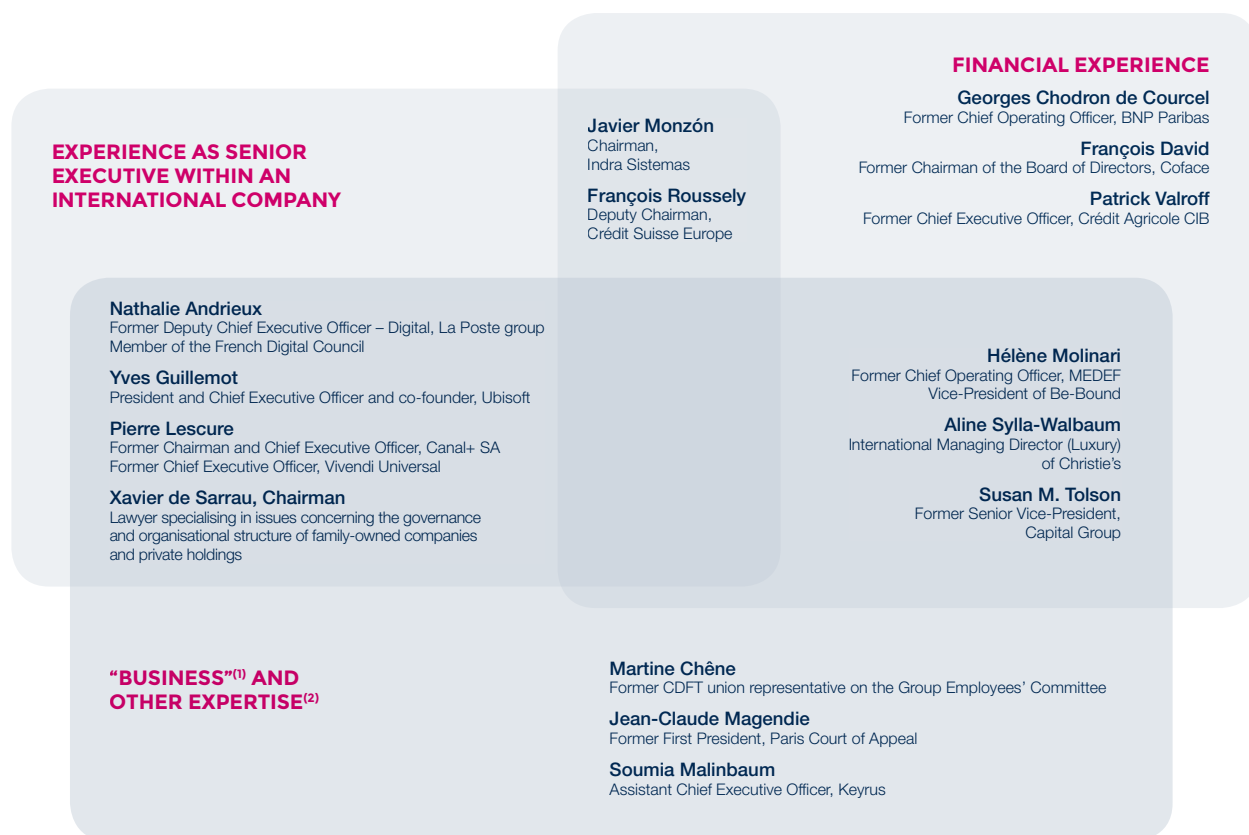 FINANCIAL EXPERIENCE
Georges Chodron de Courcel
Former Chief Operating Officer, BNP Paribas
François David
Former Chairman of the Board of Directors, Coface
Patrick Valroff
Former Chief Executive Officer, Crédit Agricole CIB
EXPERIENCE AS SENIOR
EXECUTIVE WITHIN AN
INTERNATIONAL COMPANY
Javier Monzón
Chairman,
Indra Sistemas
François Roussely
Deputy Chairman,
Crédit Suisse Europe
Nathalie Andrieux
Former Deputy Chief Executive Officer – Digital, La Poste group
Member of the French Digital Council
Yves Guillemot
President and Chief Executive Officer and co-founder, Ubisoft
Pierre Lescure
Former Chairman and Chief Executive Officer, Canal+ SA
Former Chief Executive Officer, Vivendi Universal
Xavier de Sarrau, Chairman
Lawyer specialising in issues concerning the governance
and organisational structure of family-owned companies
and private holdings
Hélène Molinari
Former Chief Operating Officer, MEDEF
Vice-President of Be-Bound
Aline Sylla-Walbaum
International Managing Director (Luxury)
of Christie's
Susan M. Tolson
Former Senior Vice-President,
Capital Group
“BUSINESS”(1) AND
OTHER EXPERTISE(2)
Martine Chêne
Former CDFT union representative on the Group Employees' Committee
Jean-Claude Magendie
Former First President, Paris Court of Appeal
Soumia Malinbaum
Assistant Chief Executive Officer, Keyrus